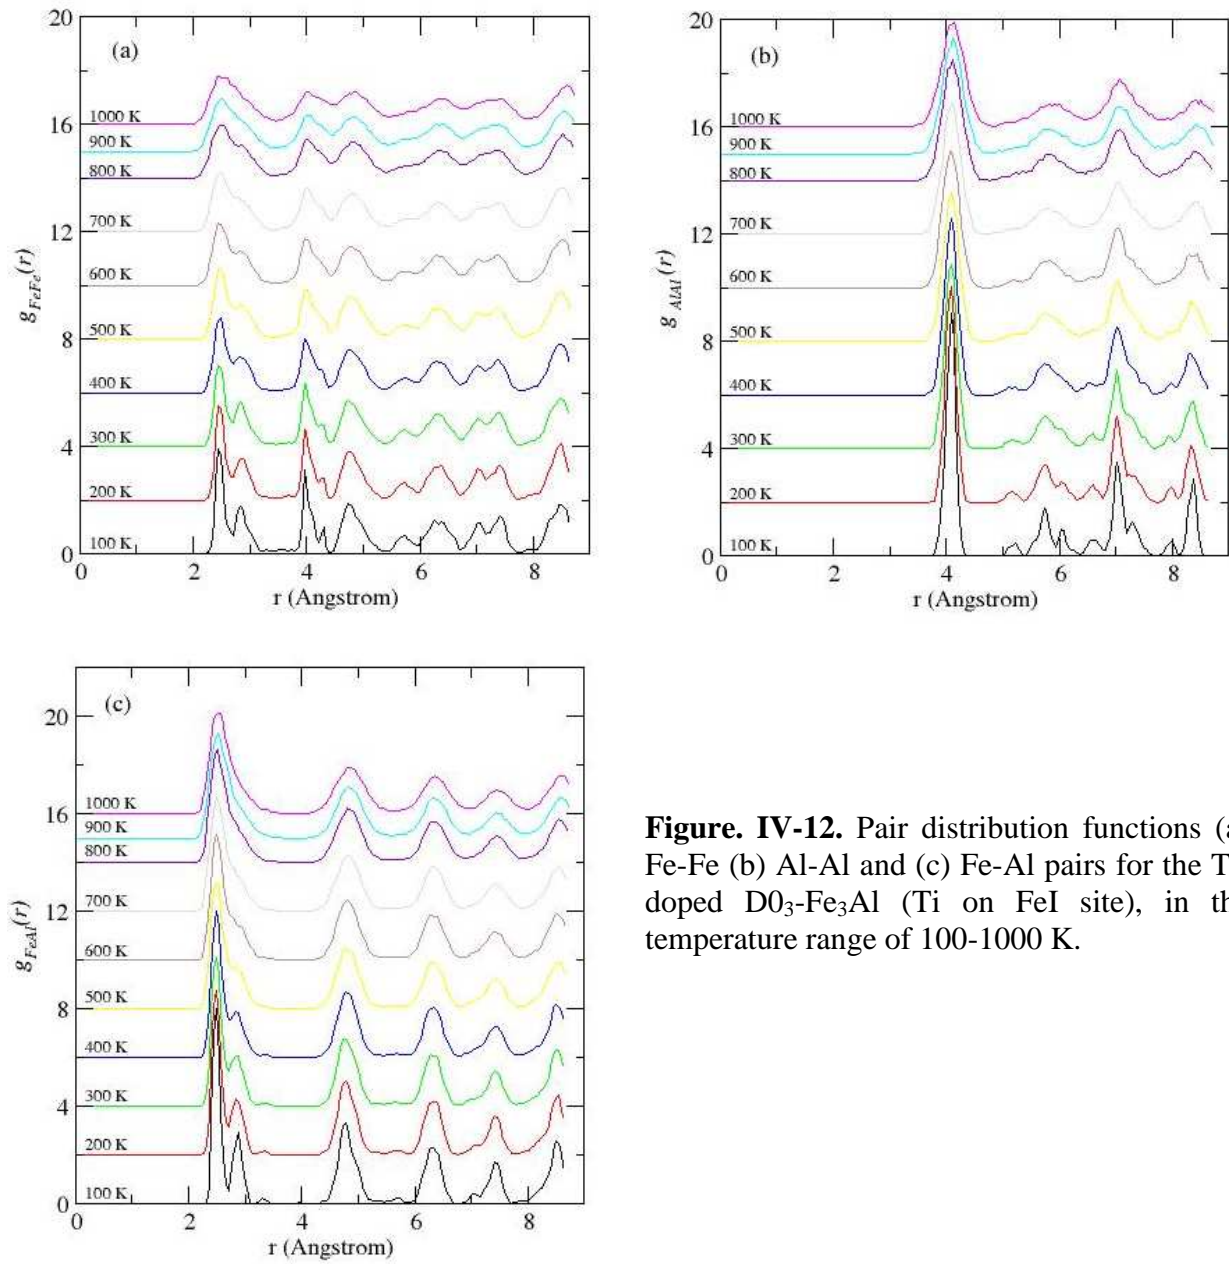 20
(a)
16
12
8
4
0
1000 K
900 K
800 K
700 K
600 K
500 K
400 K
300 K
200 K
100 K
g FeFe(r)
0 2 4 6 8
r (Angstrom)
20
(b)
16
12
8
4
0
1000 K
900 K
800 K
700 K
600 K
500 K
400 K
300 K
200 K
100 K
g AlAl(r)
0 2 4 6 8
r (Angstrom)
(c)
20
16
12
8
4
0
1000 K
900 K
800 K
700 K
600 K
500 K
400 K
300 K
200 K
100 K
g FeAl(r)
0 2 4 6 8
r (Angstrom)
Figure. IV-12. Pair distribution functions (a
Fe-Fe (b) Al-Al and (c) Fe-Al pairs for the T
doped D0₃-Fe₃Al (Ti on FeI site), in th
temperature range of 100-1000 K.